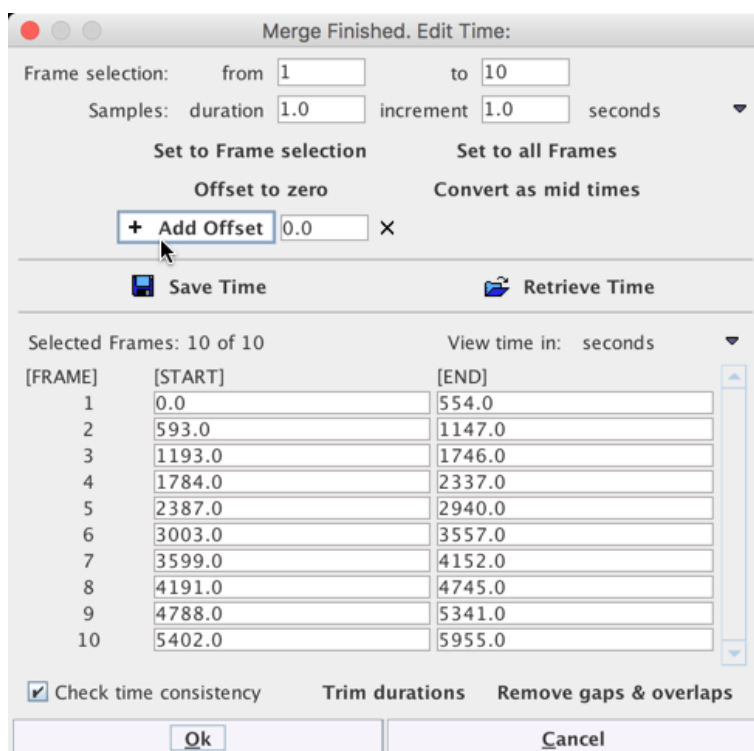 Merge Finished. Edit Time:
Frame selection: from 1 to 10
Samples: duration 1.0 increment 1.0 seconds
Set to Frame selection Set to all Frames
Offset to zero Convert as mid times
+ Add Offset 0.0 ×
Save Time Retrieve Time
Selected Frames: 10 of 10 View time in: seconds
[FRAME] [START] [END]
1 0.0 554.0
2 593.0 1147.0
3 1193.0 1746.0
4 1784.0 2337.0
5 2387.0 2940.0
6 3003.0 3557.0
7 3599.0 4152.0
8 4191.0 4745.0
9 4788.0 5341.0
10 5402.0 5955.0
Check time consistency Trim durations Remove gaps & overlaps
Ok Cancel